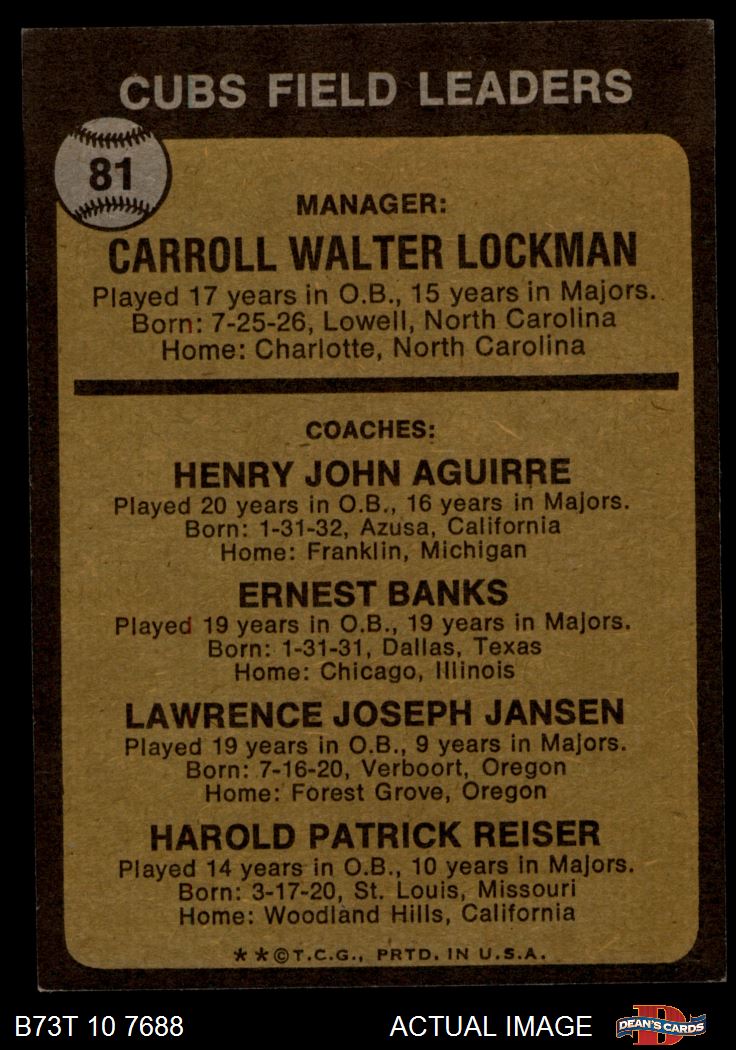 CUBS FIELD LEADERS
81
MANAGER:
CARROLL WALTER LOCKMAN
Played 17 years in O.B., 15 years in Majors.
Born: 7-25-26, Lowell, North Carolina
Home: Charlotte, North Carolina
COACHES:
HENRY JOHN AGUIRRE
Played 20 years in O.B., 16 years in Majors.
Born: 1-31-32, Azusa, California
Home: Franklin, Michigan
ERNEST BANKS
Played 19 years in O.B., 19 years in Majors.
Born: 1-31-31, Dallas, Texas
Home: Chicago, Illinois
LAWRENCE JOSEPH JANSEN
Played 19 years in O.B., 9 years in Majors.
Born: 7-16-20, Verboort, Oregon
Home: Forest Grove, Oregon
HAROLD PATRICK REISER
Played 14 years in O.B., 10 years in Majors.
Born: 3-17-20, St. Louis, Missouri
Home: Woodland Hills, California
**©T.C.G., PRTD. IN U.S.A.
B73T 10 7688 ACTUAL IMAGE D DEAN'S CARDS